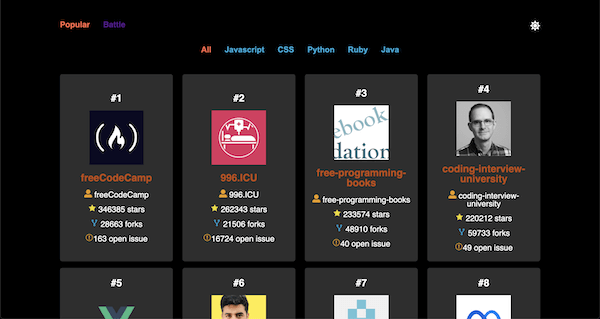 Popular Battle
All Javascript CSS Python Ruby Java
#1
freeCodeCamp
freeCodeCamp
346385 stars
28663 forks
163 open issue
#2
996.ICU
996.ICU
262343 stars
21506 forks
16724 open issue
#3
ebook
dation
free-programming-
books
free-programming-books
233574 stars
48910 forks
40 open issue
#4
coding-interview-
university
coding-interview-
university
220212 stars
59733 forks
49 open issue
#5
#6
#7
#8